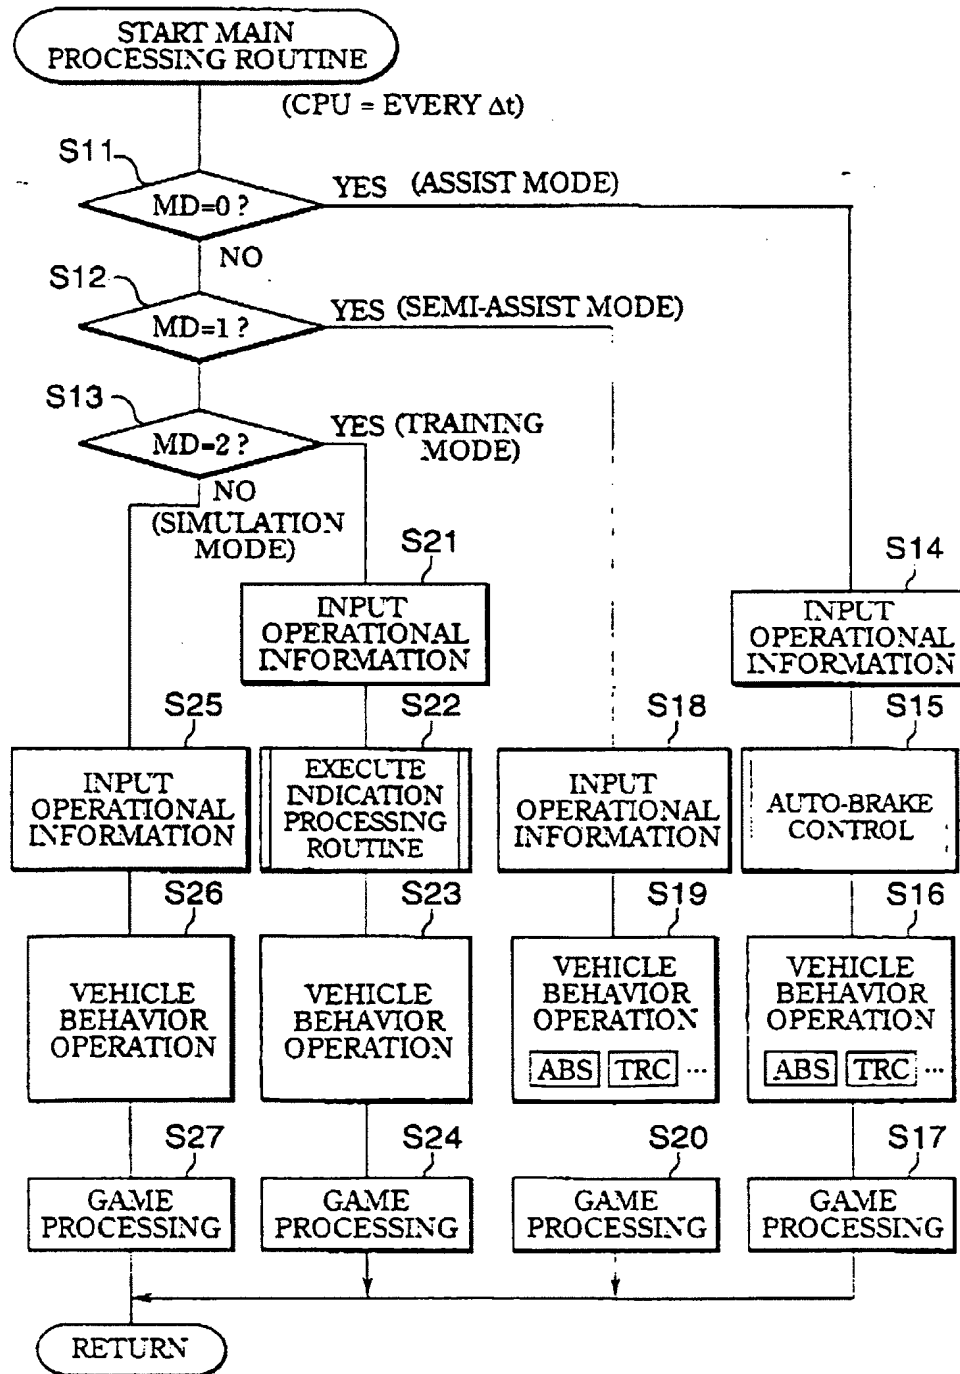 START MAIN
PROCESSING ROUTINE
(CPU = EVERY Δt)
S11
MD=0 ?
YES (ASSIST MODE)
NO
S12
MD=1 ?
YES (SEMI-ASSIST MODE)
S13
MD=2 ?
YES (TRAINING
MODE)
NO
(SIMULATION
MODE)
S21
INPUT
OPERATIONAL
INFORMATION
S14
INPUT
OPERATIONAL
INFORMATION
S25
INPUT
OPERATIONAL
INFORMATION
S22
EXECUTE
INDICATION
PROCESSING
ROUTINE
S18
INPUT
OPERATIONAL
INFORMATION
S15
AUTO-BRAKE
CONTROL
S26
VEHICLE
BEHAVIOR
OPERATION
S23
VEHICLE
BEHAVIOR
OPERATION
S19
VEHICLE
BEHAVIOR
OPERATION
ABS TRC ...
S16
VEHICLE
BEHAVIOR
OPERATION
ABS TRC ...
S27
GAME
PROCESSING
S24
GAME
PROCESSING
S20
GAME
PROCESSING
S17
GAME
PROCESSING
RETURN